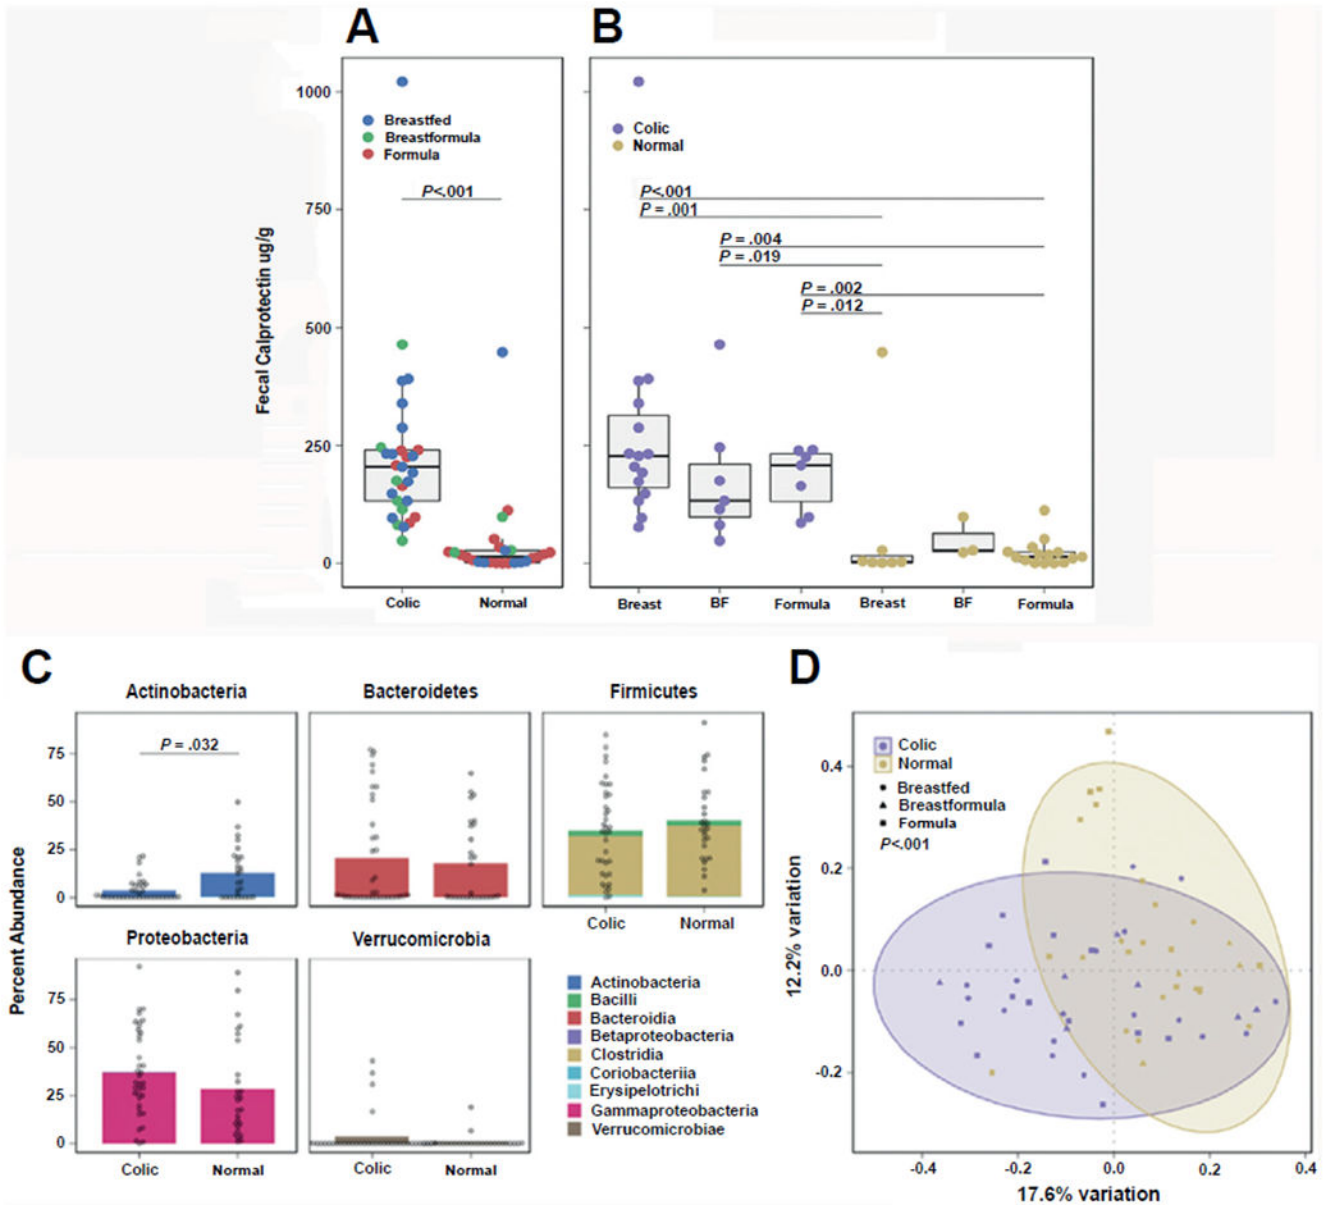 A
B
Fecal Calprotectin ug/g
1000
750
500
250
0
Breastfed
Breastformula
Formula
P<.001
Colic
Normal
Colic
Normal
P<.001
P = .001
P = .004
P = .019
P = .002
P = .012
Breast
BF
Formula
Breast
BF
Formula
C
Percent Abundance
Actinobacteria
Bacteroidetes
Firmicutes
75
50
25
0
P = .032
Colic
Normal
Proteobacteria
Verrucomicrobia
75
50
25
0
Colic
Normal
Colic
Normal
Actinobacteria
Bacilli
Bacteroidia
Betaproteobacteria
Clostridia
Coriobacteriia
Erysipelotrichi
Gammaproteobacteria
Verrucomicrobiae
D
Colic
Normal
Breastfed
Breastformula
Formula
P<.001
12.2% variation
0.4
0.2
0.0
-0.2
-0.4
-0.2
0.0
0.2
0.4
17.6% variation